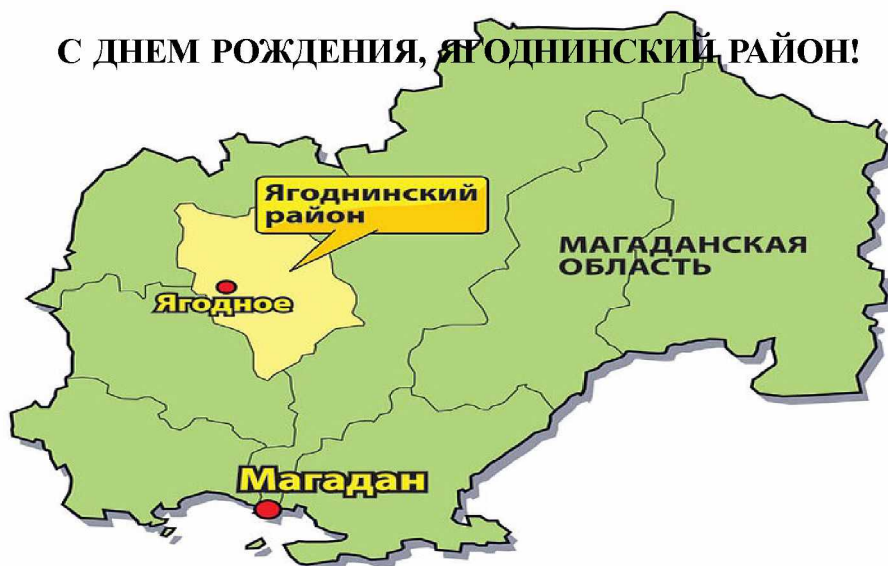 С ДНЕМ РОЖДЕНИЯ, ЯГОДНИНСКИЙ РАЙОН!
Ягоднинский
район
МАГАДАНСКАЯ
ОБЛАСТЬ
Ягодное
Магадан